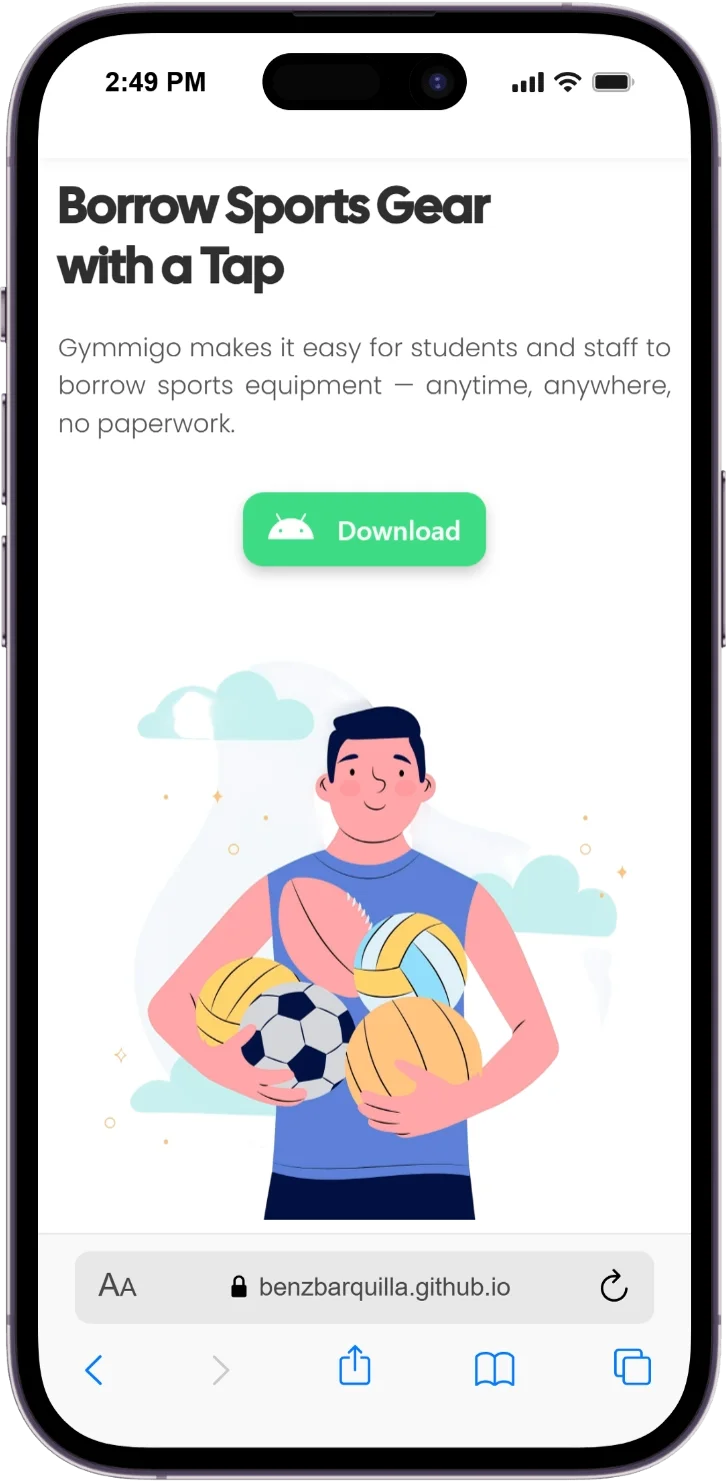 2:49 PM
Borrow Sports Gear
with a Tap
Gymmigo makes it easy for students and staff to
borrow sports equipment — anytime, anywhere,
no paperwork.
Download
AA benzbarquilla.github.io